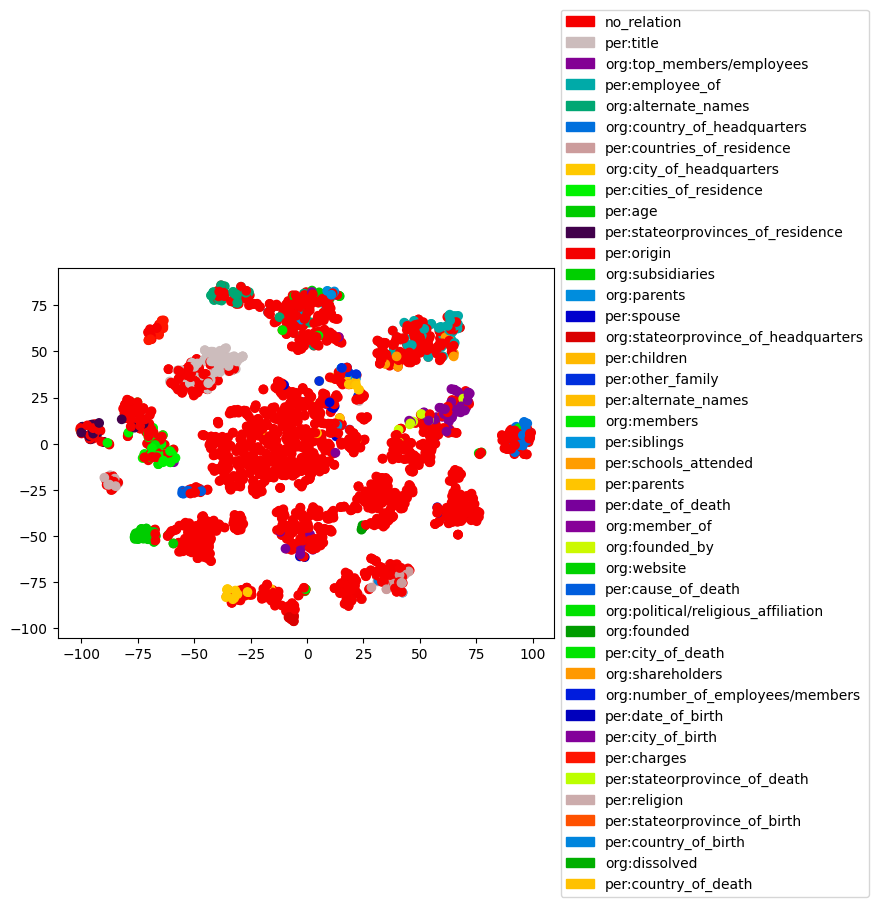 no_relation
per:title
org:top_members/employees
per:employee_of
org:alternate_names
org:country_of_headquarters
per:countries_of_residence
org:city_of_headquarters
per:cities_of_residence
per:age
per:stateorprovinces_of_residence
per:origin
org:subsidiaries
org:parents
per:spouse
org:stateorprovince_of_headquarters
per:children
per:other_family
per:alternate_names
org:members
per:siblings
per:schools_attended
per:parents
per:date_of_death
org:member_of
org:founded_by
org:website
per:cause_of_death
org:political/religious_affiliation
org:founded
per:city_of_death
org:shareholders
org:number_of_employees/members
per:date_of_birth
per:city_of_birth
per:charges
per:stateorprovince_of_death
per:religion
per:stateorprovince_of_birth
per:country_of_birth
org:dissolved
per:country_of_death
75
50
25
0
−25
−50
−75
−100
−100 −75 −50 −25 0 25 50 75 100